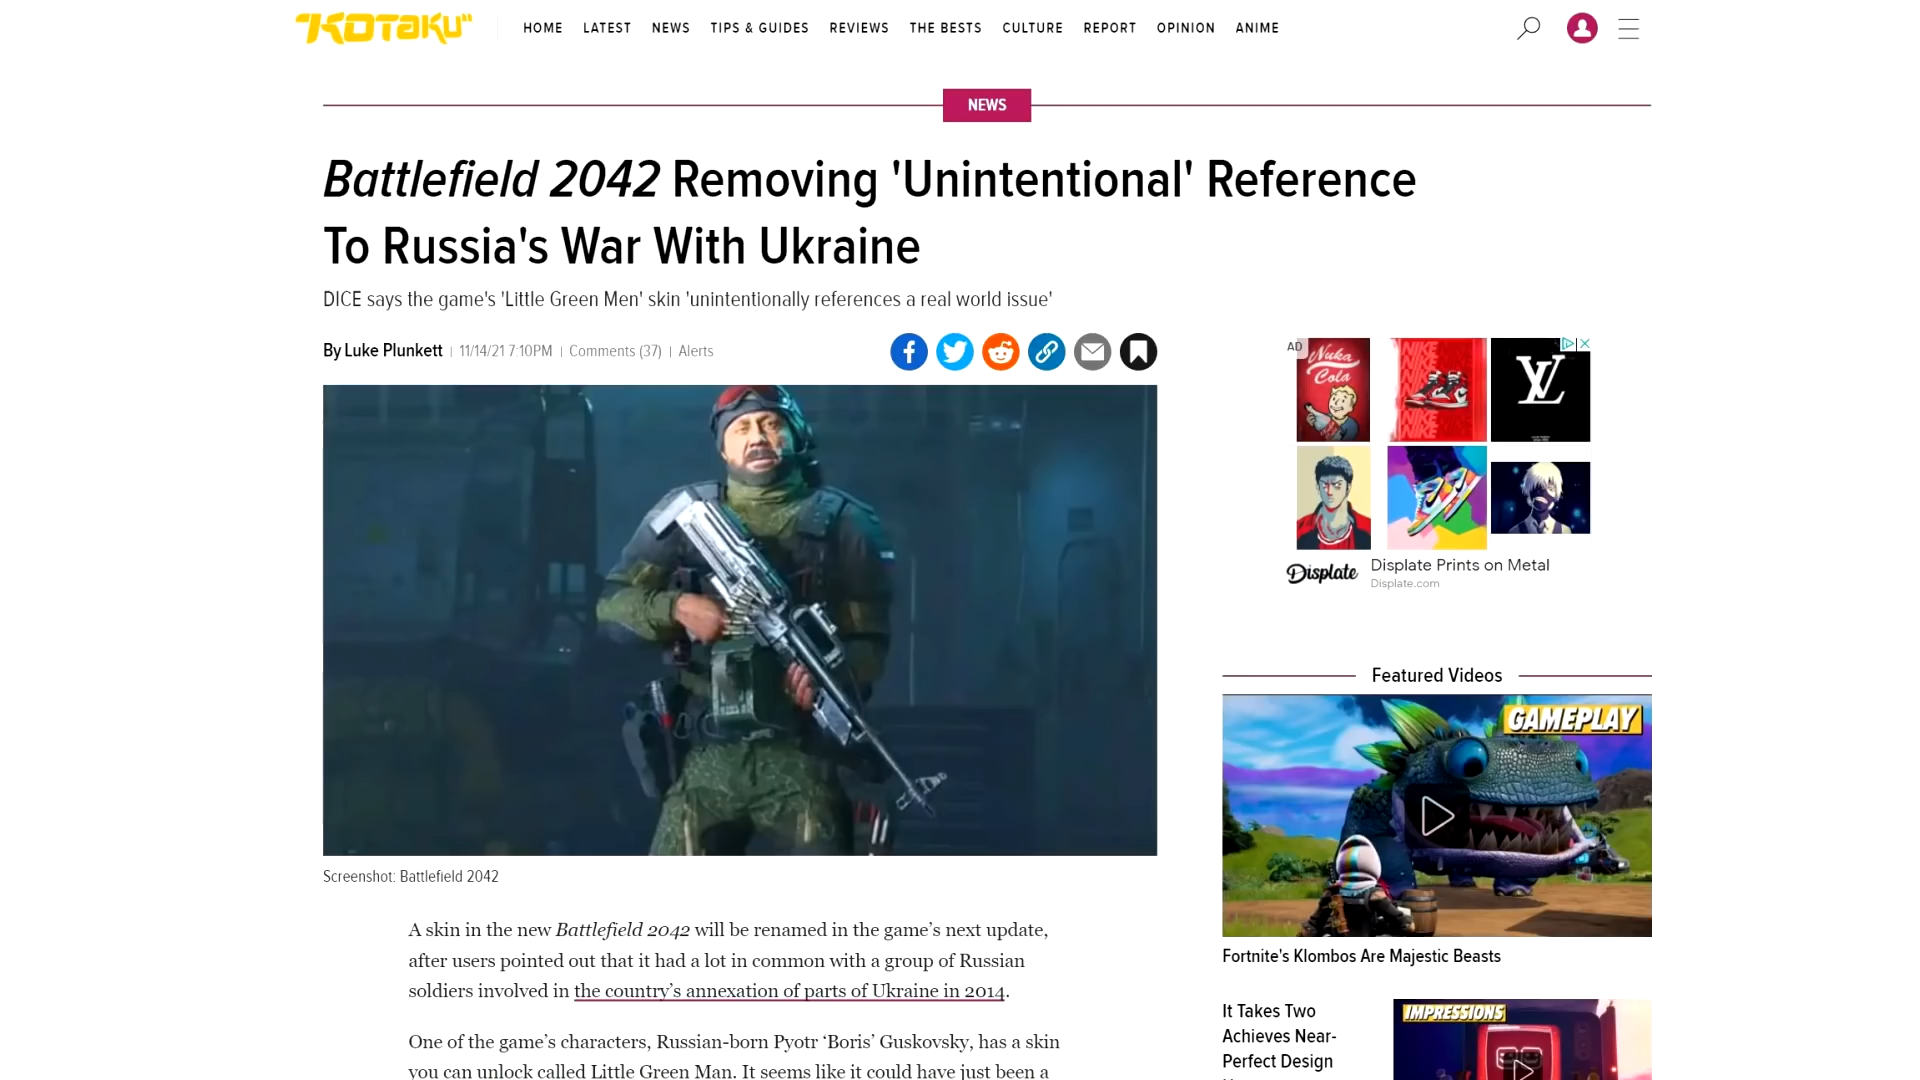 KOTaKU
HOME LATEST NEWS TIPS & GUIDES REVIEWS THE BESTS CULTURE REPORT OPINION ANIME
NEWS
Battlefield 2042 Removing 'Unintentional' Reference
To Russia's War With Ukraine
DICE says the game's 'Little Green Men' skin 'unintentionally references a real world issue'
By Luke Plunkett | 11/14/21 7:10PM | Comments (37) | Alerts
Screenshot: Battlefield 2042
A skin in the new Battlefield 2042 will be renamed in the game’s next update,
after users pointed out that it had a lot in common with a group of Russian
soldiers involved in the country’s annexation of parts of Ukraine in 2014.
One of the game’s characters, Russian-born Pyotr ‘Boris’ Guskovsky, has a skin
you can unlock called Little Green Man. It seems like it could have just been a
AD
Nuka
Cola
NIKE
LV
Displate
Displate Prints on Metal
Displate.com
Featured Videos
GAMEPLAY
Fortnite's Klombos Are Majestic Beasts
It Takes Two
Achieves Near-
Perfect Design
IMPRESSIONS